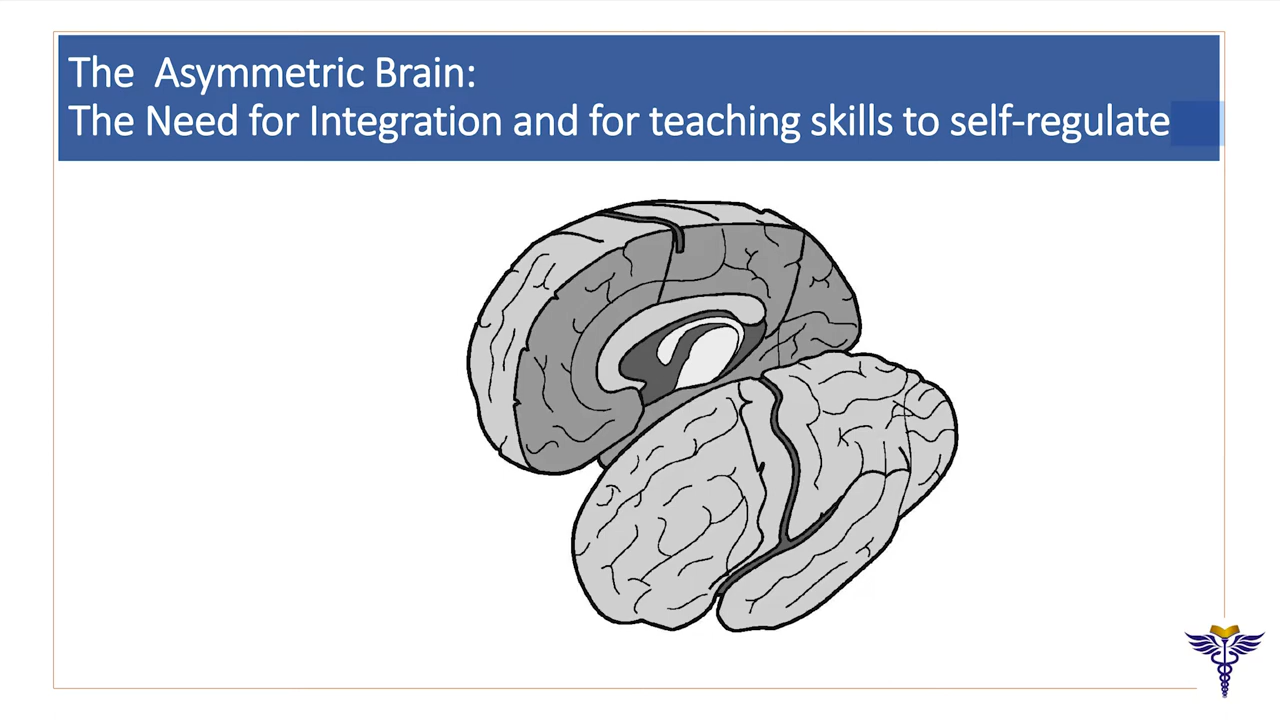 The  Asymmetric Brain:
The Need for Integration and for teaching skills to self-regulate